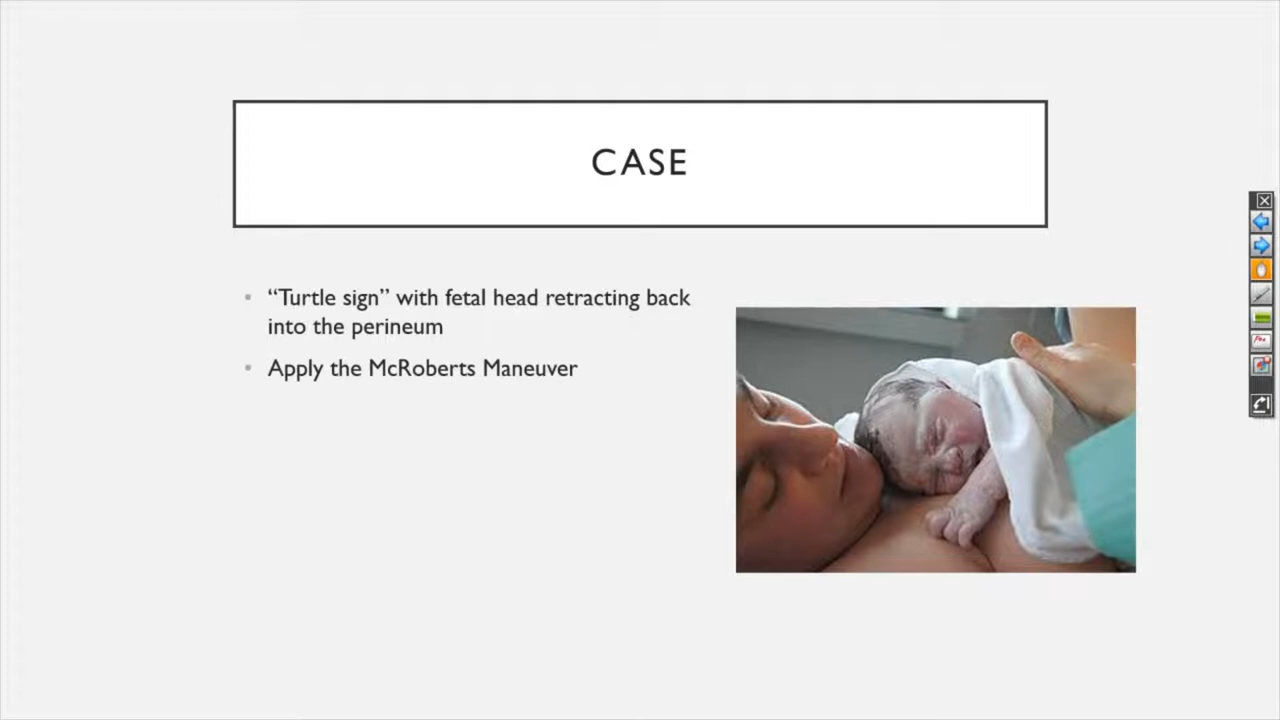 CASE
“Turtle sign” with fetal head retracting back
into the perineum
Apply the McRoberts Maneuver